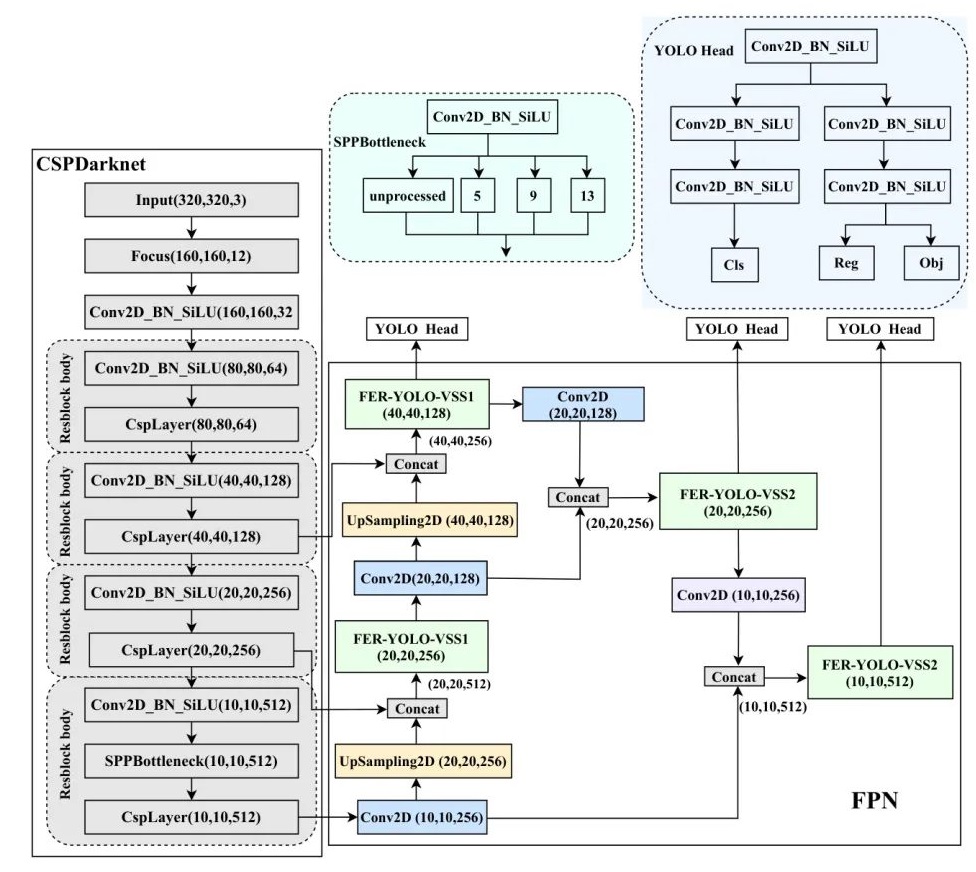 YOLO Head
Conv2D_BN_SiLU
Conv2D_BN_SiLU
Conv2D_BN_SiLU
Conv2D_BN_SiLU
Conv2D_BN_SiLU
Cls
Reg
Obj
SPPBottleneck
Conv2D_BN_SiLU
unprocessed
5
9
13
CSPDarknet
Input(320,320,3)
Focus(160,160,12)
Conv2D_BN_SiLU(160,160,32
Resblock body
Conv2D_BN_SiLU(80,80,64)
CspLayer(80,80,64)
Resblock body
Conv2D_BN_SiLU(40,40,128)
CspLayer(40,40,128)
Resblock body
Conv2D_BN_SiLU(20,20,256)
CspLayer(20,20,256)
Resblock body
Conv2D_BN_SiLU(10,10,512)
SPPBottleneck(10,10,512)
CspLayer(10,10,512)
YOLO Head
YOLO Head
YOLO Head
FER-YOLO-VSS1
(40,40,128)
Conv2D
(20,20,128)
(40,40,256)
Concat
UpSampling2D (40,40,128)
Conv2D(20,20,128)
FER-YOLO-VSS1
(20,20,256)
(20,20,512)
Concat
UpSampling2D (20,20,256)
Conv2D (10,10,256)
Concat
(20,20,256)
FER-YOLO-VSS2
(20,20,256)
Conv2D (10,10,256)
Concat
(10,10,512)
FER-YOLO-VSS2
(10,10,512)
FPN